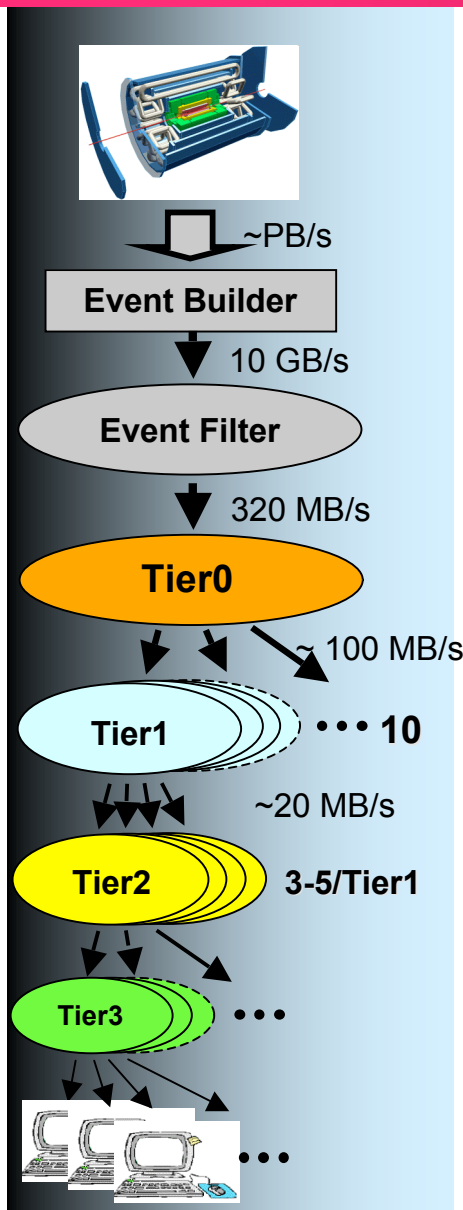 ~PB/s
Event Builder
10 GB/s
Event Filter
320 MB/s
Tier0
~ 100 MB/s
Tier1
••• 10
~20 MB/s
Tier2
3-5/Tier1
Tier3
•••
•••